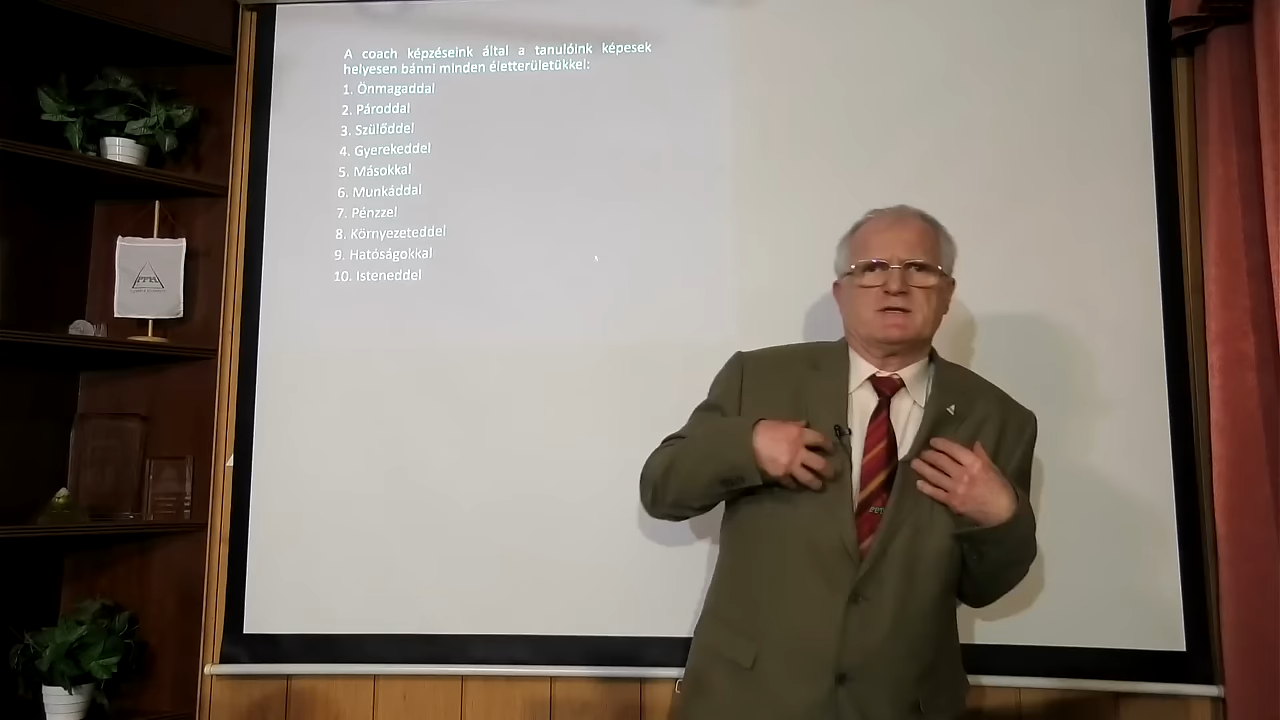 A coach képzéseink által a tanulóink képesek
helyesen bánni minden életterületükkel:
1. Önmagaddal
2. Pároddal
3. Szülőddel
4. Gyerekeddel
5. Másokkal
6. Munkáddal
7. Pénzzel
8. Környezeteddel
9. Hatóságokkal
10. Isteneddel